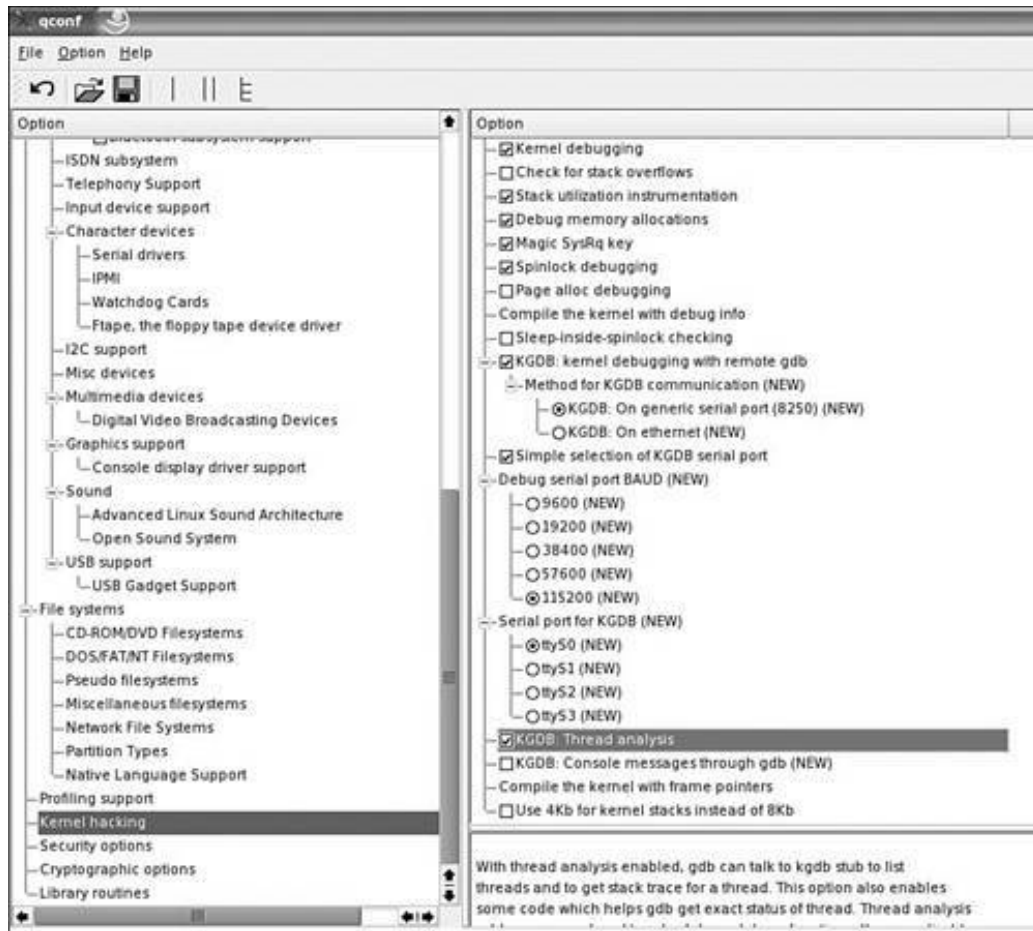 qconf
File Option Help
Option
Bluetooth subsystem support
ISDN subsystem
Telephony Support
Input device support
Character devices
Serial drivers
IPMI
Watchdog Cards
Ftape, the floppy tape device driver
I2C support
Misc devices
Multimedia devices
Digital Video Broadcasting Devices
Graphics support
Console display driver support
Sound
Advanced Linux Sound Architecture
Open Sound System
USB support
USB Gadget Support
File systems
CD-ROM/DVD Filesystems
DOS/FAT/NT Filesystems
Pseudo filesystems
Miscellaneous filesystems
Network File Systems
Partition Types
Native Language Support
Profiling support
Kernel hacking
Security options
Cryptographic options
Library routines
Option
Kernel debugging
Check for stack overflows
Stack utilization instrumentation
Debug memory allocations
Magic SysRq key
Spinlock debugging
Page alloc debugging
Compile the kernel with debug info
Sleep-inside-spinlock checking
KGDB: kernel debugging with remote gdb
Method for KGDB communication (NEW)
KGDB: On generic serial port (8250) (NEW)
KGDB: On ethernet (NEW)
Simple selection of KGDB serial port
Debug serial port BAUD (NEW)
9600 (NEW)
19200 (NEW)
38400 (NEW)
57600 (NEW)
115200 (NEW)
Serial port for KGDB (NEW)
ttyS0 (NEW)
ttyS1 (NEW)
ttyS2 (NEW)
ttyS3 (NEW)
KGDB: Thread analysis
KGDB: Console messages through gdb (NEW)
Compile the kernel with frame pointers
Use 4Kb for kernel stacks instead of 8Kb
With thread analysis enabled, gdb can talk to kgdb stub to list
threads and to get stack trace for a thread. This option also enables
some code which helps gdb get exact status of thread. Thread analysis